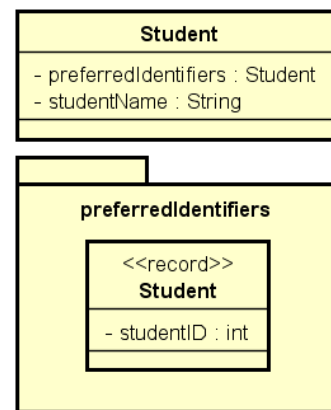 Student
- preferredIdentifiers : Student
- studentName : String
preferredIdentifiers
<<record>>
Student
- studentID : int